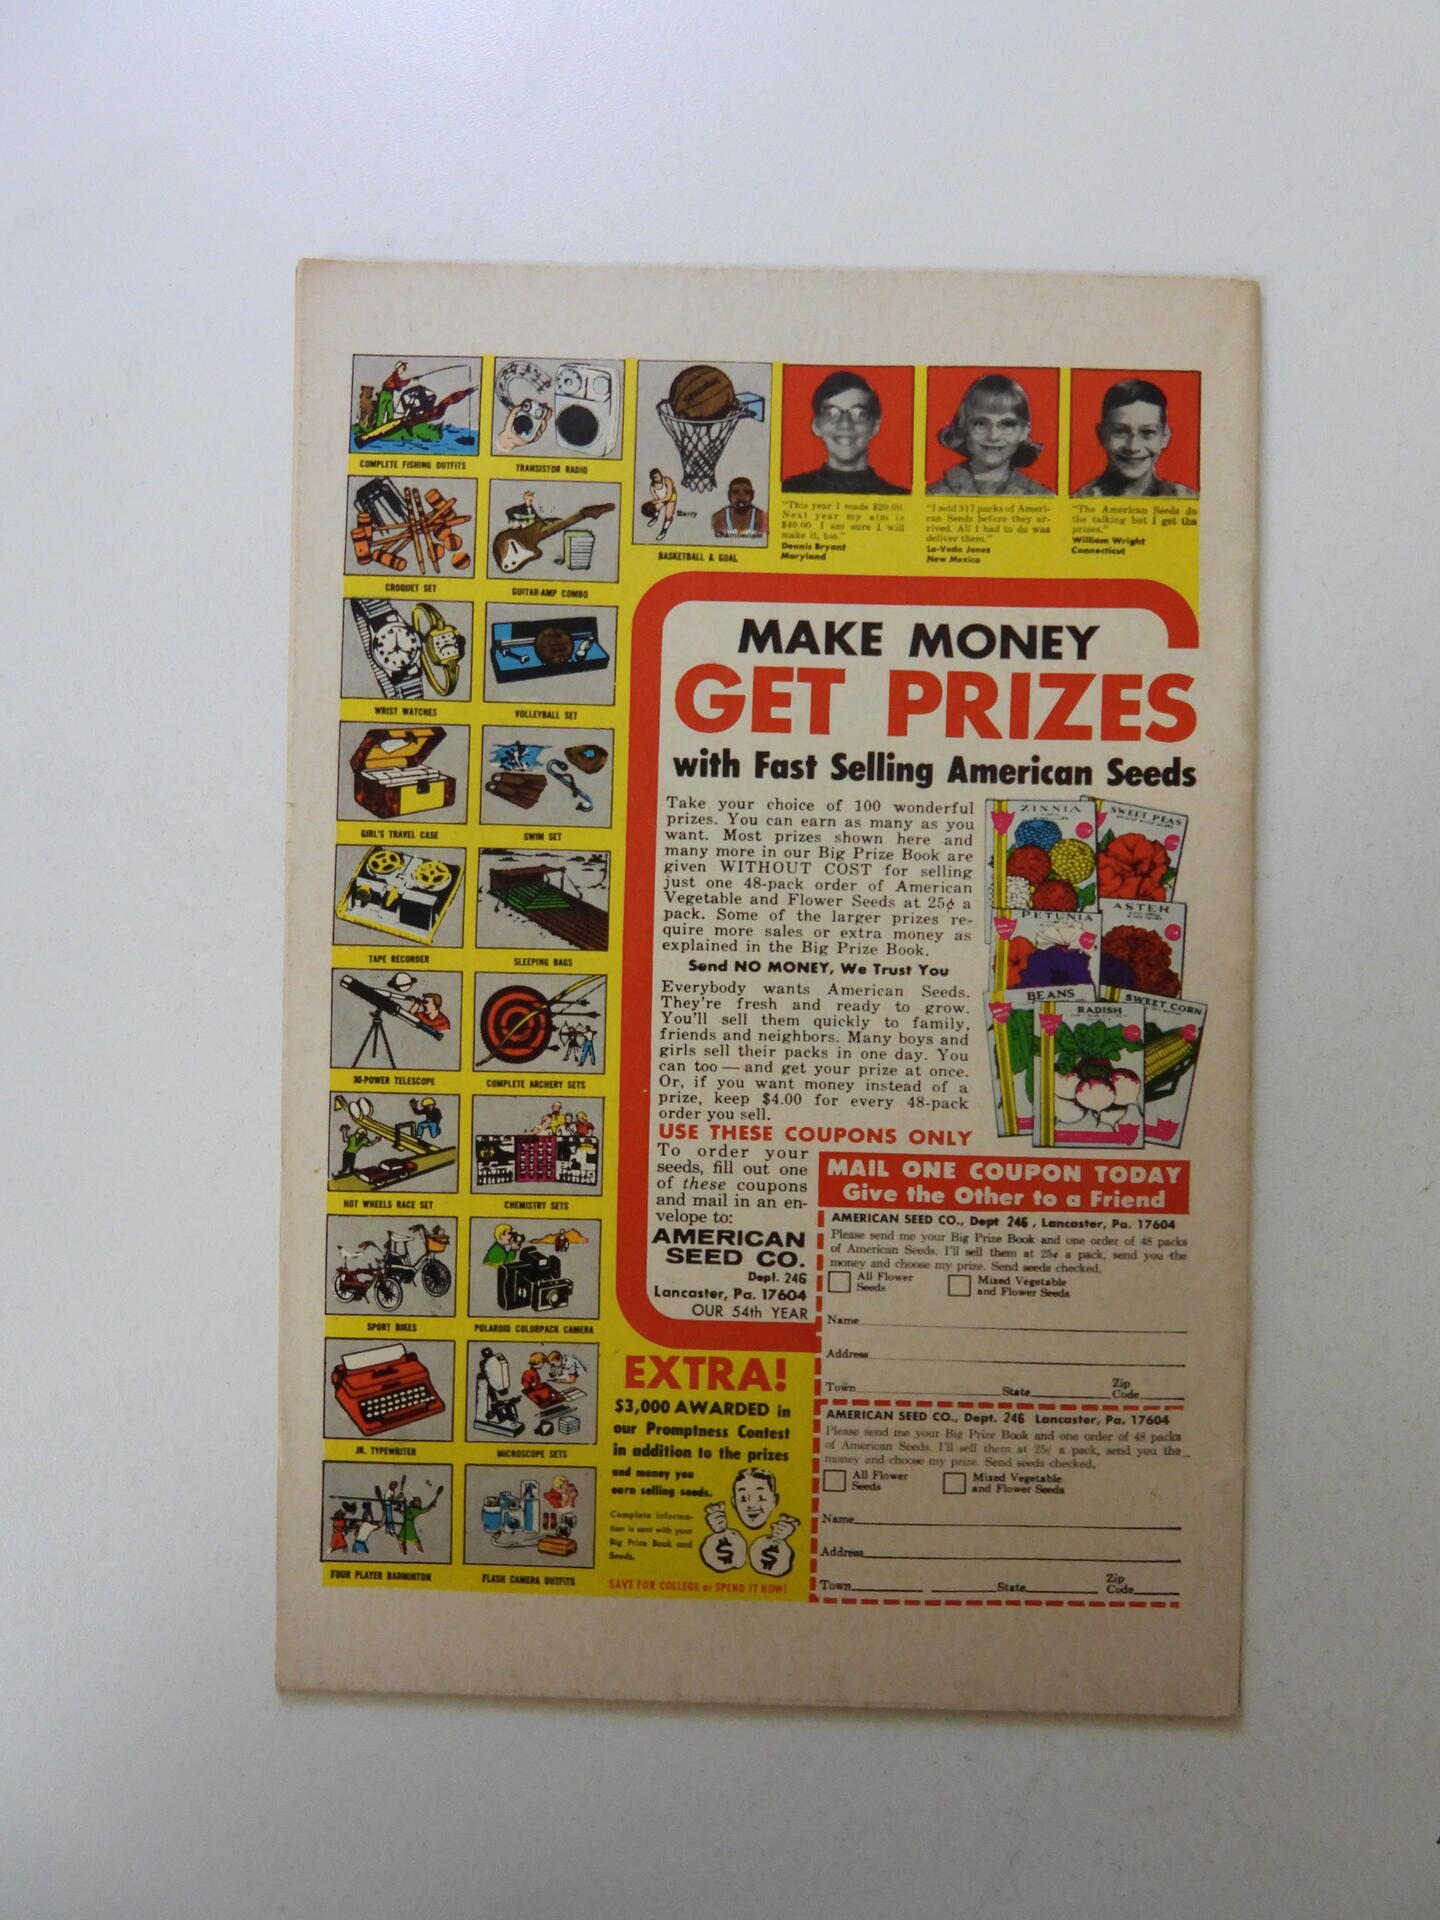 COMPLETE FISHING OUTFITS
TRANSISTOR RADIO
Barry
Chamberlain
BASKETBALL & GOAL
CROQUET SET
GUITAR-AMP COMBO
WRIST WATCHES
VOLLEYBALL SET
GIRL'S TRAVEL CASE
SWIM SET
TAPE RECORDER
SLEEPING BAGS
30-POWER TELESCOPE
COMPLETE ARCHERY SETS
HOT WHEELS RACE SET
CHEMISTRY SETS
SPORT BIKES
POLAROID COLORPACK CAMERA
JR. TYPEWRITER
MICROSCOPE SETS
FOUR PLAYER BADMINTON
FLASH CAMERA OUTFITS
"This year I made $20.00.
Next year my aim is
$40.00. I am sure I will
make it, too."
Dennis Bryant
Maryland
"I sold 317 packs of Ameri-
can Seeds before they ar-
rived. All I had to do was
deliver them."
La-Veda Jones
New Mexico
"The American Seeds do
the talking but I get the
prizes."
William Wright
Connecticut
MAKE MONEY
GET PRIZES
with Fast Selling American Seeds
Take your choice of 100 wonderful
prizes. You can earn as many as you
want. Most prizes shown here and
many more in our Big Prize Book are
given WITHOUT COST for selling
just one 48-pack order of American
Vegetable and Flower Seeds at 25¢ a
pack. Some of the larger prizes re-
quire more sales or extra money as
explained in the Big Prize Book.
Send NO MONEY, We Trust You
Everybody wants American Seeds.
They're fresh and ready to grow.
You'll sell them quickly to family,
friends and neighbors. Many boys and
girls sell their packs in one day. You
can too — and get your prize at once.
Or, if you want money instead of a
prize, keep $4.00 for every 48-pack
order you sell.
ZINNIA
SWEET PEAS
PETUNIA
ASTER
BEANS
RADISH
SWEET CORN
USE THESE COUPONS ONLY
To order your
seeds, fill out one
of these coupons
and mail in an en-
velope to:
AMERICAN
SEED CO.
Dept. 246
Lancaster, Pa. 17604
OUR 54th YEAR
MAIL ONE COUPON TODAY
Give the Other to a Friend
AMERICAN SEED CO., Dept 246, Lancaster, Pa. 17604
Please send me your Big Prize Book and one order of 48 packs
of American Seeds. I'll sell them at 25¢ a pack, send you the
money and choose my prize. Send seeds checked.
All Flower
Seeds
Mixed Vegetable
and Flower Seeds
Name
Address
Town State Zip
Code
AMERICAN SEED CO., Dept. 246 Lancaster, Pa. 17604
Please send me your Big Prize Book and one order of 48 packs
of American Seeds. I'll sell them at 25¢ a pack, send you the
money and choose my prize. Send seeds checked.
All Flower
Seeds
Mixed Vegetable
and Flower Seeds
Name
Address
Town State Zip
Code
EXTRA!
$3,000 AWARDED in
our Promptness Contest
in addition to the prizes
and money you
earn selling seeds.
Complete informa-
tion is sent with your
Big Prize Book and
Seeds.
$ $
SAVE FOR COLLEGE or SPEND IT NOW!